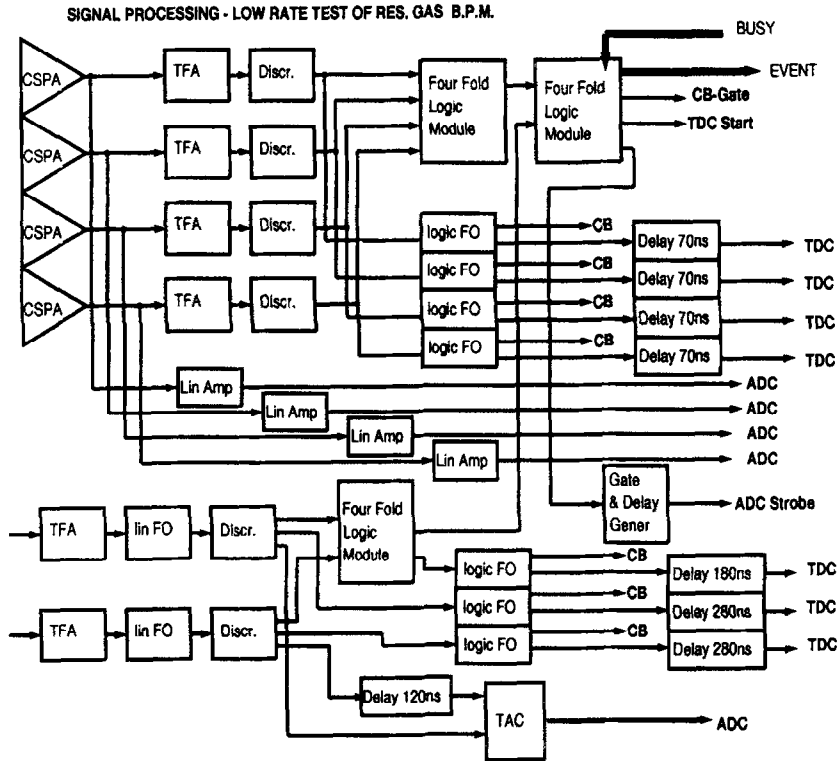 SIGNAL PROCESSING - LOW RATE TEST OF RES. GAS B.P.M.
BUSY
CSPA
TFA
Discr.
Four Fold
Logic
Module
Four Fold
Logic
Module
EVENT
CB-Gate
TDC Start
CSPA
TFA
Discr.
CSPA
TFA
Discr.
logic FO
CB
Delay 70ns
TDC
logic FO
CB
Delay 70ns
TDC
CSPA
TFA
Discr.
logic FO
CB
Delay 70ns
TDC
logic FO
CB
Delay 70ns
TDC
Lin Amp
ADC
Lin Amp
ADC
Lin Amp
ADC
Lin Amp
ADC
Gate
& Delay
Gener
ADC Strobe
TFA
lin FO
Discr.
Four Fold
Logic
Module
logic FO
CB
Delay 180ns
TDC
logic FO
CB
Delay 280ns
TDC
TFA
lin FO
Discr.
logic FO
CB
Delay 280ns
TDC
Delay 120ns
TAC
ADC